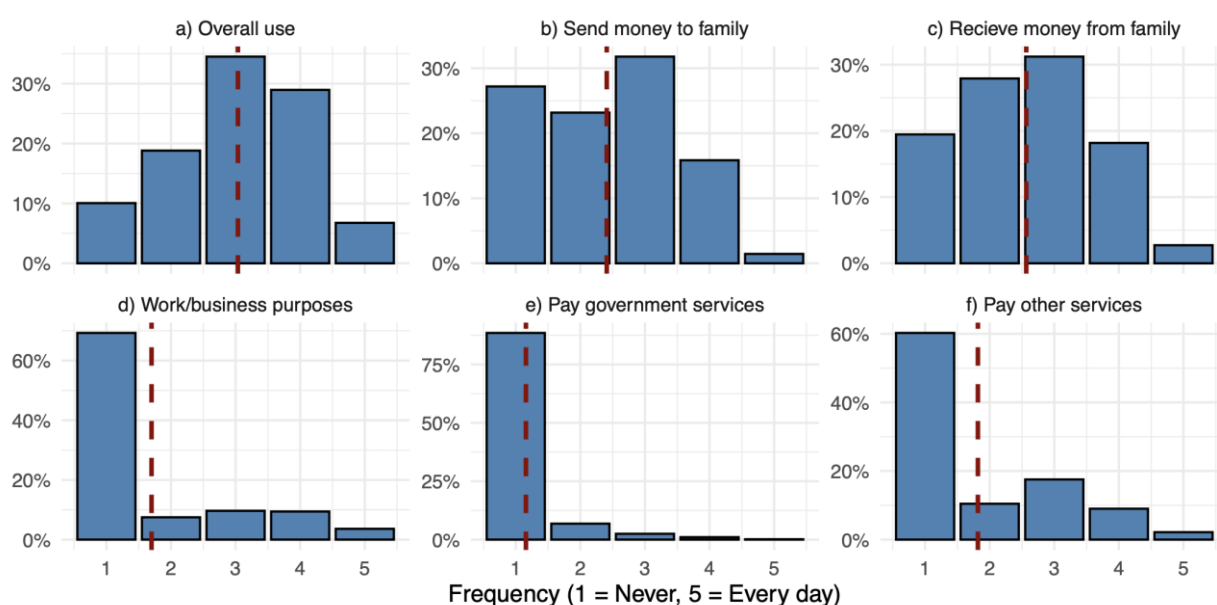 a) Overall use
30%
20%
10%
0%
b) Send money to family
30%
20%
10%
0%
c) Recieve money from family
30%
20%
10%
0%
d) Work/business purposes
60%
40%
20%
0%
1 2 3 4 5
e) Pay government services
75%
50%
25%
0%
1 2 3 4 5
f) Pay other services
60%
40%
20%
0%
1 2 3 4 5
Frequency (1 = Never, 5 = Every day)